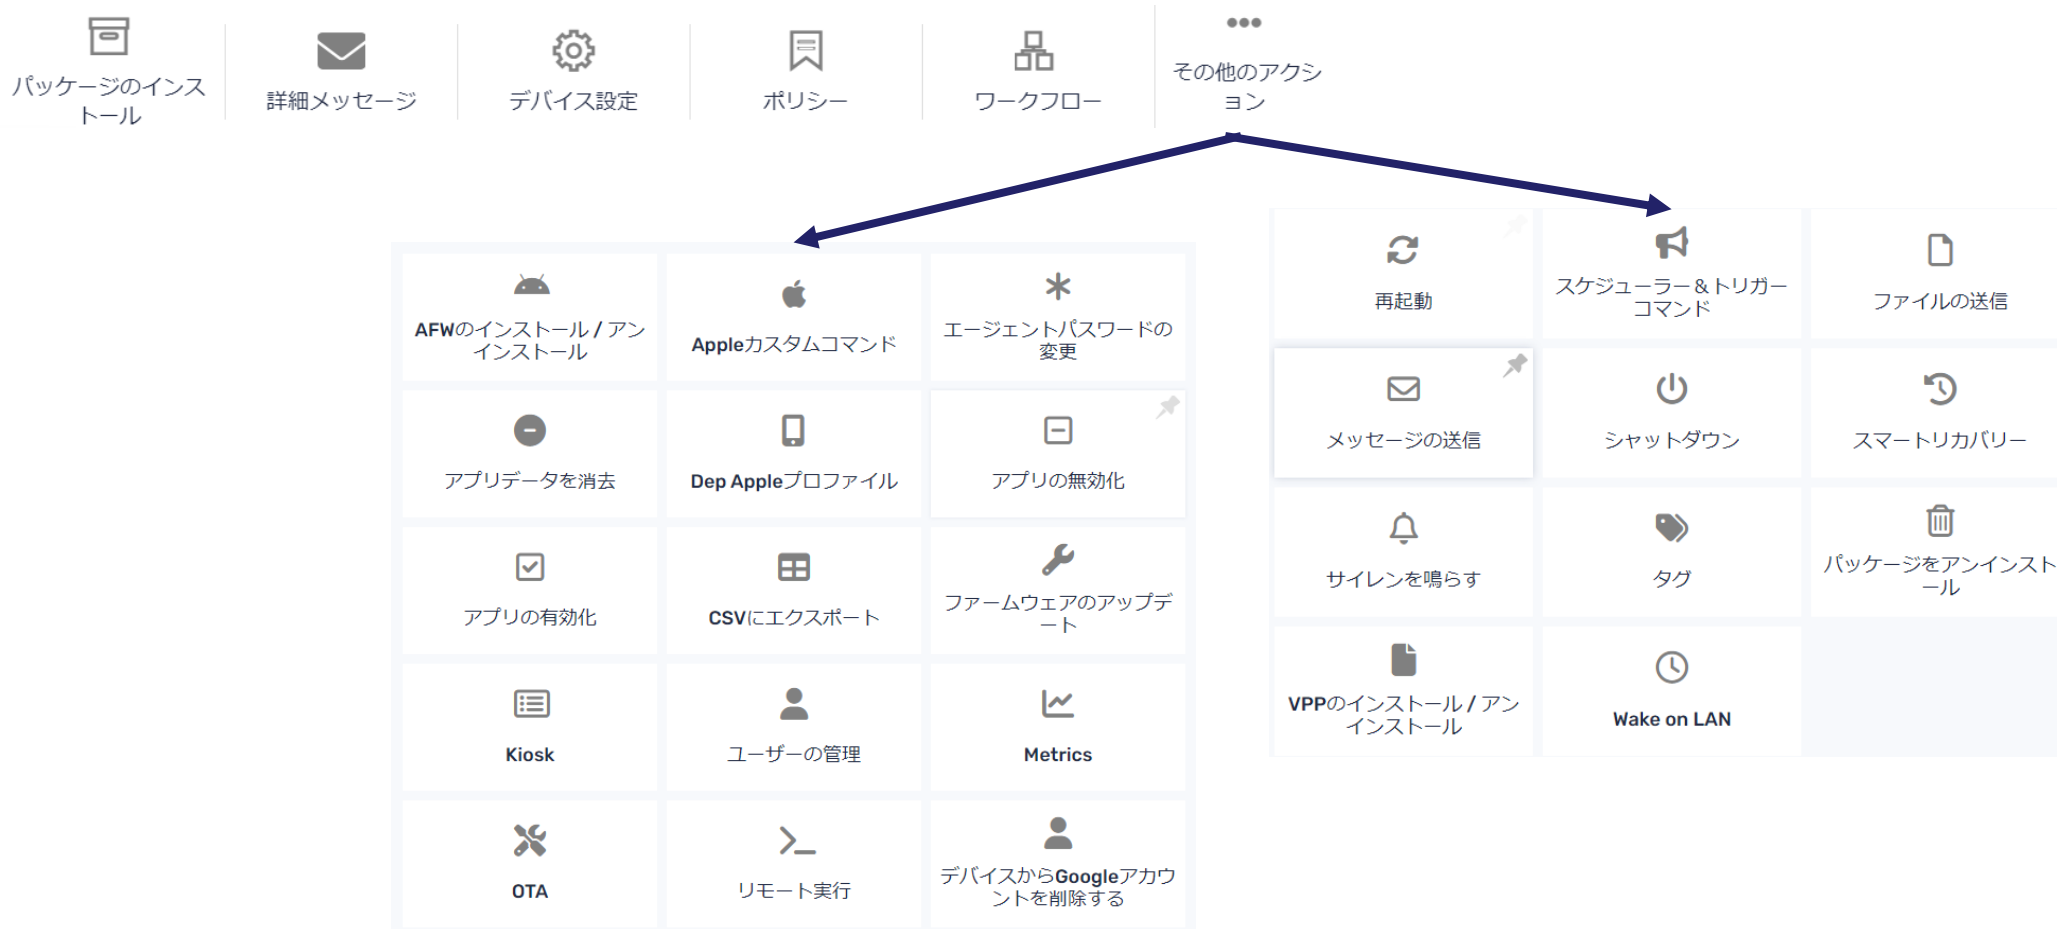 パッケージのインス
トール
詳細メッセージ
デバイス設定
ポリシー
ワークフロー
その他のアクシ
ョン
AFWのインストール / アン
インストール
Appleカスタムコマンド
エージェントパスワードの
変更
アプリデータを消去
Dep Appleプロファイル
アプリの無効化
アプリの有効化
CSVにエクスポート
ファームウェアのアップデ
ート
Kiosk
ユーザーの管理
Metrics
OTA
リモート実行
デバイスからGoogleアカウ
ントを削除する
再起動
スケジューラー＆トリガー
コマンド
ファイルの送信
メッセージの送信
シャットダウン
スマートリカバリー
サイレンを鳴らす
タグ
パッケージをアンインスト
ール
VPPのインストール / アン
インストール
Wake on LAN